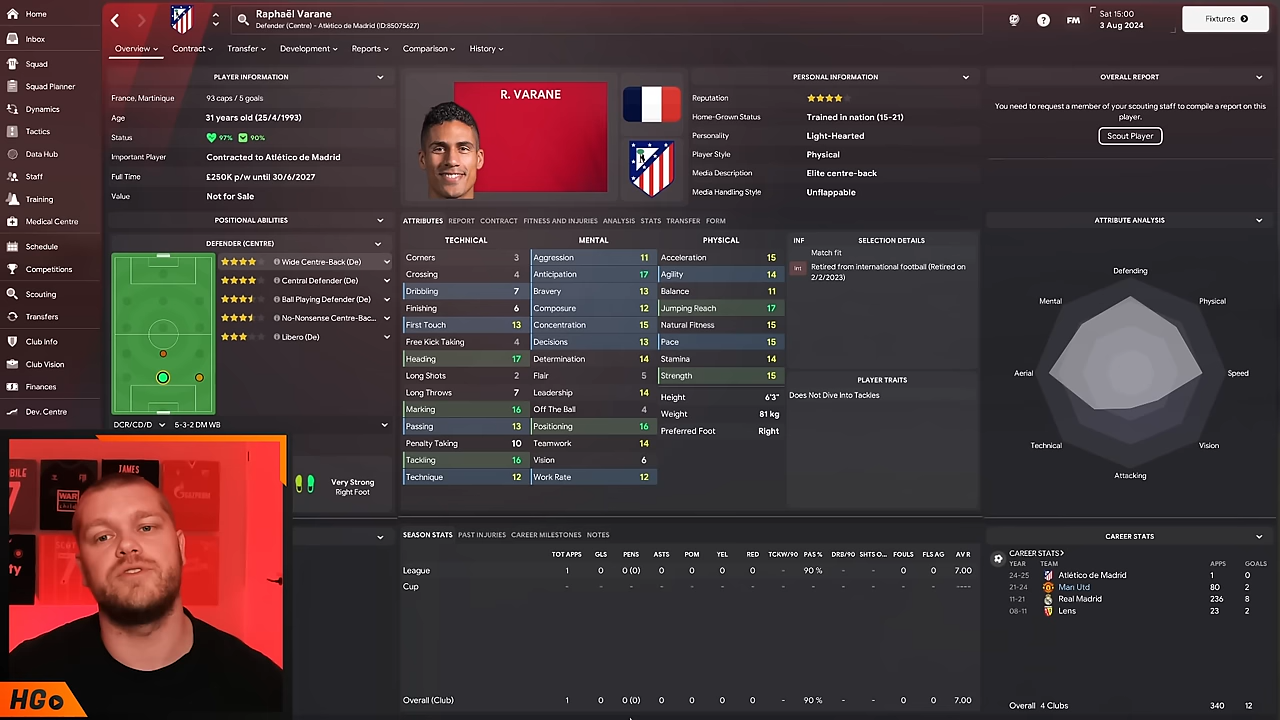 Home
Inbox
Squad
Squad Planner
Dynamics
Tactics
Data Hub
Staff
Training
Medical Centre
Schedule
Competitions
Scouting
Transfers
Club Info
Club Vision
Finances
Dev. Centre
Raphaël Varane
Defender (Centre) - Atlético de Madrid (ID:85075627)
FM
Sat 15:00
3 Aug 2024
Fixtures
Overview Contract Transfer Development Reports Comparison History
PLAYER INFORMATION
France, Martinique 93 caps / 5 goals
Age 31 years old (25/4/1993)
Status 97% 90%
Important Player Contracted to Atlético de Madrid
Full Time £250K p/w until 30/6/2027
Value Not for Sale
R. VARANE
PERSONAL INFORMATION
Reputation
Home-Grown Status Trained in nation (15-21)
Personality Light-Hearted
Player Style Physical
Media Description Elite centre-back
Media Handling Style Unflappable
OVERALL REPORT
You need to request a member of your scouting staff to compile a report on this
player.
Scout Player
POSITIONAL ABILITIES
DEFENDER (CENTRE)
Wide Centre-Back (De)
Central Defender (De)
Ball Playing Defender (De)
No-Nonsense Centre-Bac...
Libero (De)
DCR/CD/D 5-3-2 DM WB
Very Strong
Right Foot
ATTRIBUTES REPORT CONTRACT FITNESS AND INJURIES ANALYSIS STATS TRANSFER FORM
TECHNICAL MENTAL PHYSICAL
Corners 3 Aggression 11 Acceleration 15
Crossing 4 Anticipation 17 Agility 14
Dribbling 7 Bravery 13 Balance 11
Finishing 6 Composure 12 Jumping Reach 17
First Touch 13 Concentration 15 Natural Fitness 15
Free Kick Taking 4 Decisions 13 Pace 15
Heading 17 Determination 14 Stamina 14
Long Shots 2 Flair 5 Strength 15
Long Throws 7 Leadership 14 Height 6'3"
Marking 16 Off The Ball 4 Weight 81 kg
Passing 13 Positioning 16 Preferred Foot Right
Penalty Taking 10 Teamwork 14
Tackling 16 Vision 6
Technique 12 Work Rate 12
INF SELECTION DETAILS
Match fit
Int Retired from international football (Retired on
2/2/2023)
PLAYER TRAITS
Does Not Dive Into Tackles
ATTRIBUTE ANALYSIS
Defending
Mental Physical
Aerial Speed
Technical Vision
Attacking
SEASON STATS PAST INJURIES CAREER MILESTONES NOTES
TOT APPS GLS PENS ASTS POM YEL RED TCKW/90 PAS % DRB/90 SHTS O... FOULS FLS AG AV R
League 1 0 0 (0) 0 0 0 0 - 90 % - - 0 0 7.00
Cup - - - - - - - - - - - - - ----
Overall (Club) 1 0 0 (0) 0 0 0 0 - 90 % - - 0 0 7.00
CAREER STATS
CAREER STATS>
YEAR TEAM APPS GOALS
24-25 Atlético de Madrid 1 0
21-24 Man Utd 80 2
11-21 Real Madrid 236 8
08-11 Lens 23 2
Overall 4 Clubs 340 12
JAMES
WAR
HG